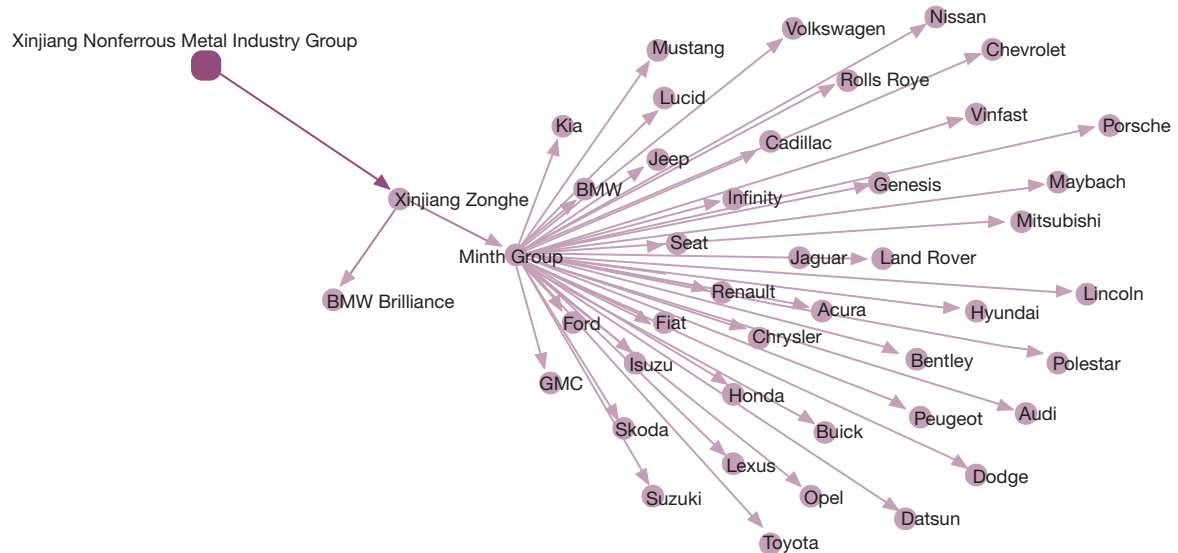 Nissan
Volkswagen
Xinjiang Nonferrous Metal Industry Group
Mustang
Chevrolet
Rolls Roye
Lucid
Vinfast
Kia
Porsche
Cadillac
Jeep
BMW
Genesis
Maybach
Xinjiang Zonghe
Infinity
Mitsubishi
Seat
Minth Group
Jaguar
Land Rover
Renault
Lincoln
BMW Brilliance
Acura
Hyundai
Ford
Fiat
Chrysler
Bentley
Isuzu
Polestar
GMC
Honda
Audi
Peugeot
Skoda
Buick
Lexus
Dodge
Suzuki
Opel
Datsun
Toyota